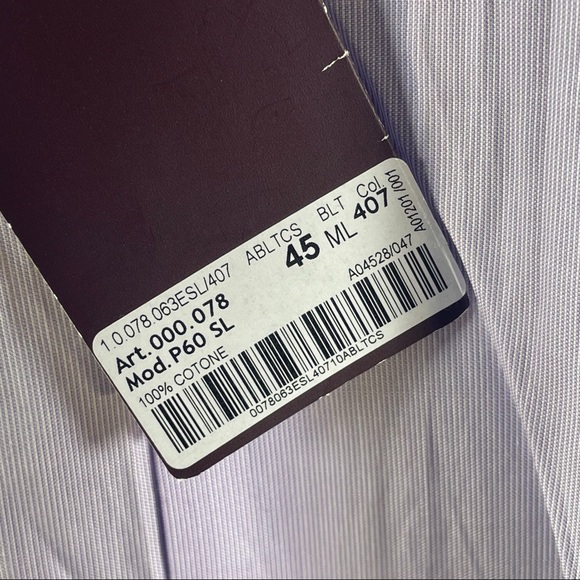 1.0.078.063ESL/407 ABLTCS BLT Col.
Art.000.078 45 ML 407
Mod.P60 SL
100% COTONE A04528/047
0078063ESL40710ABLTCS
A01201/001